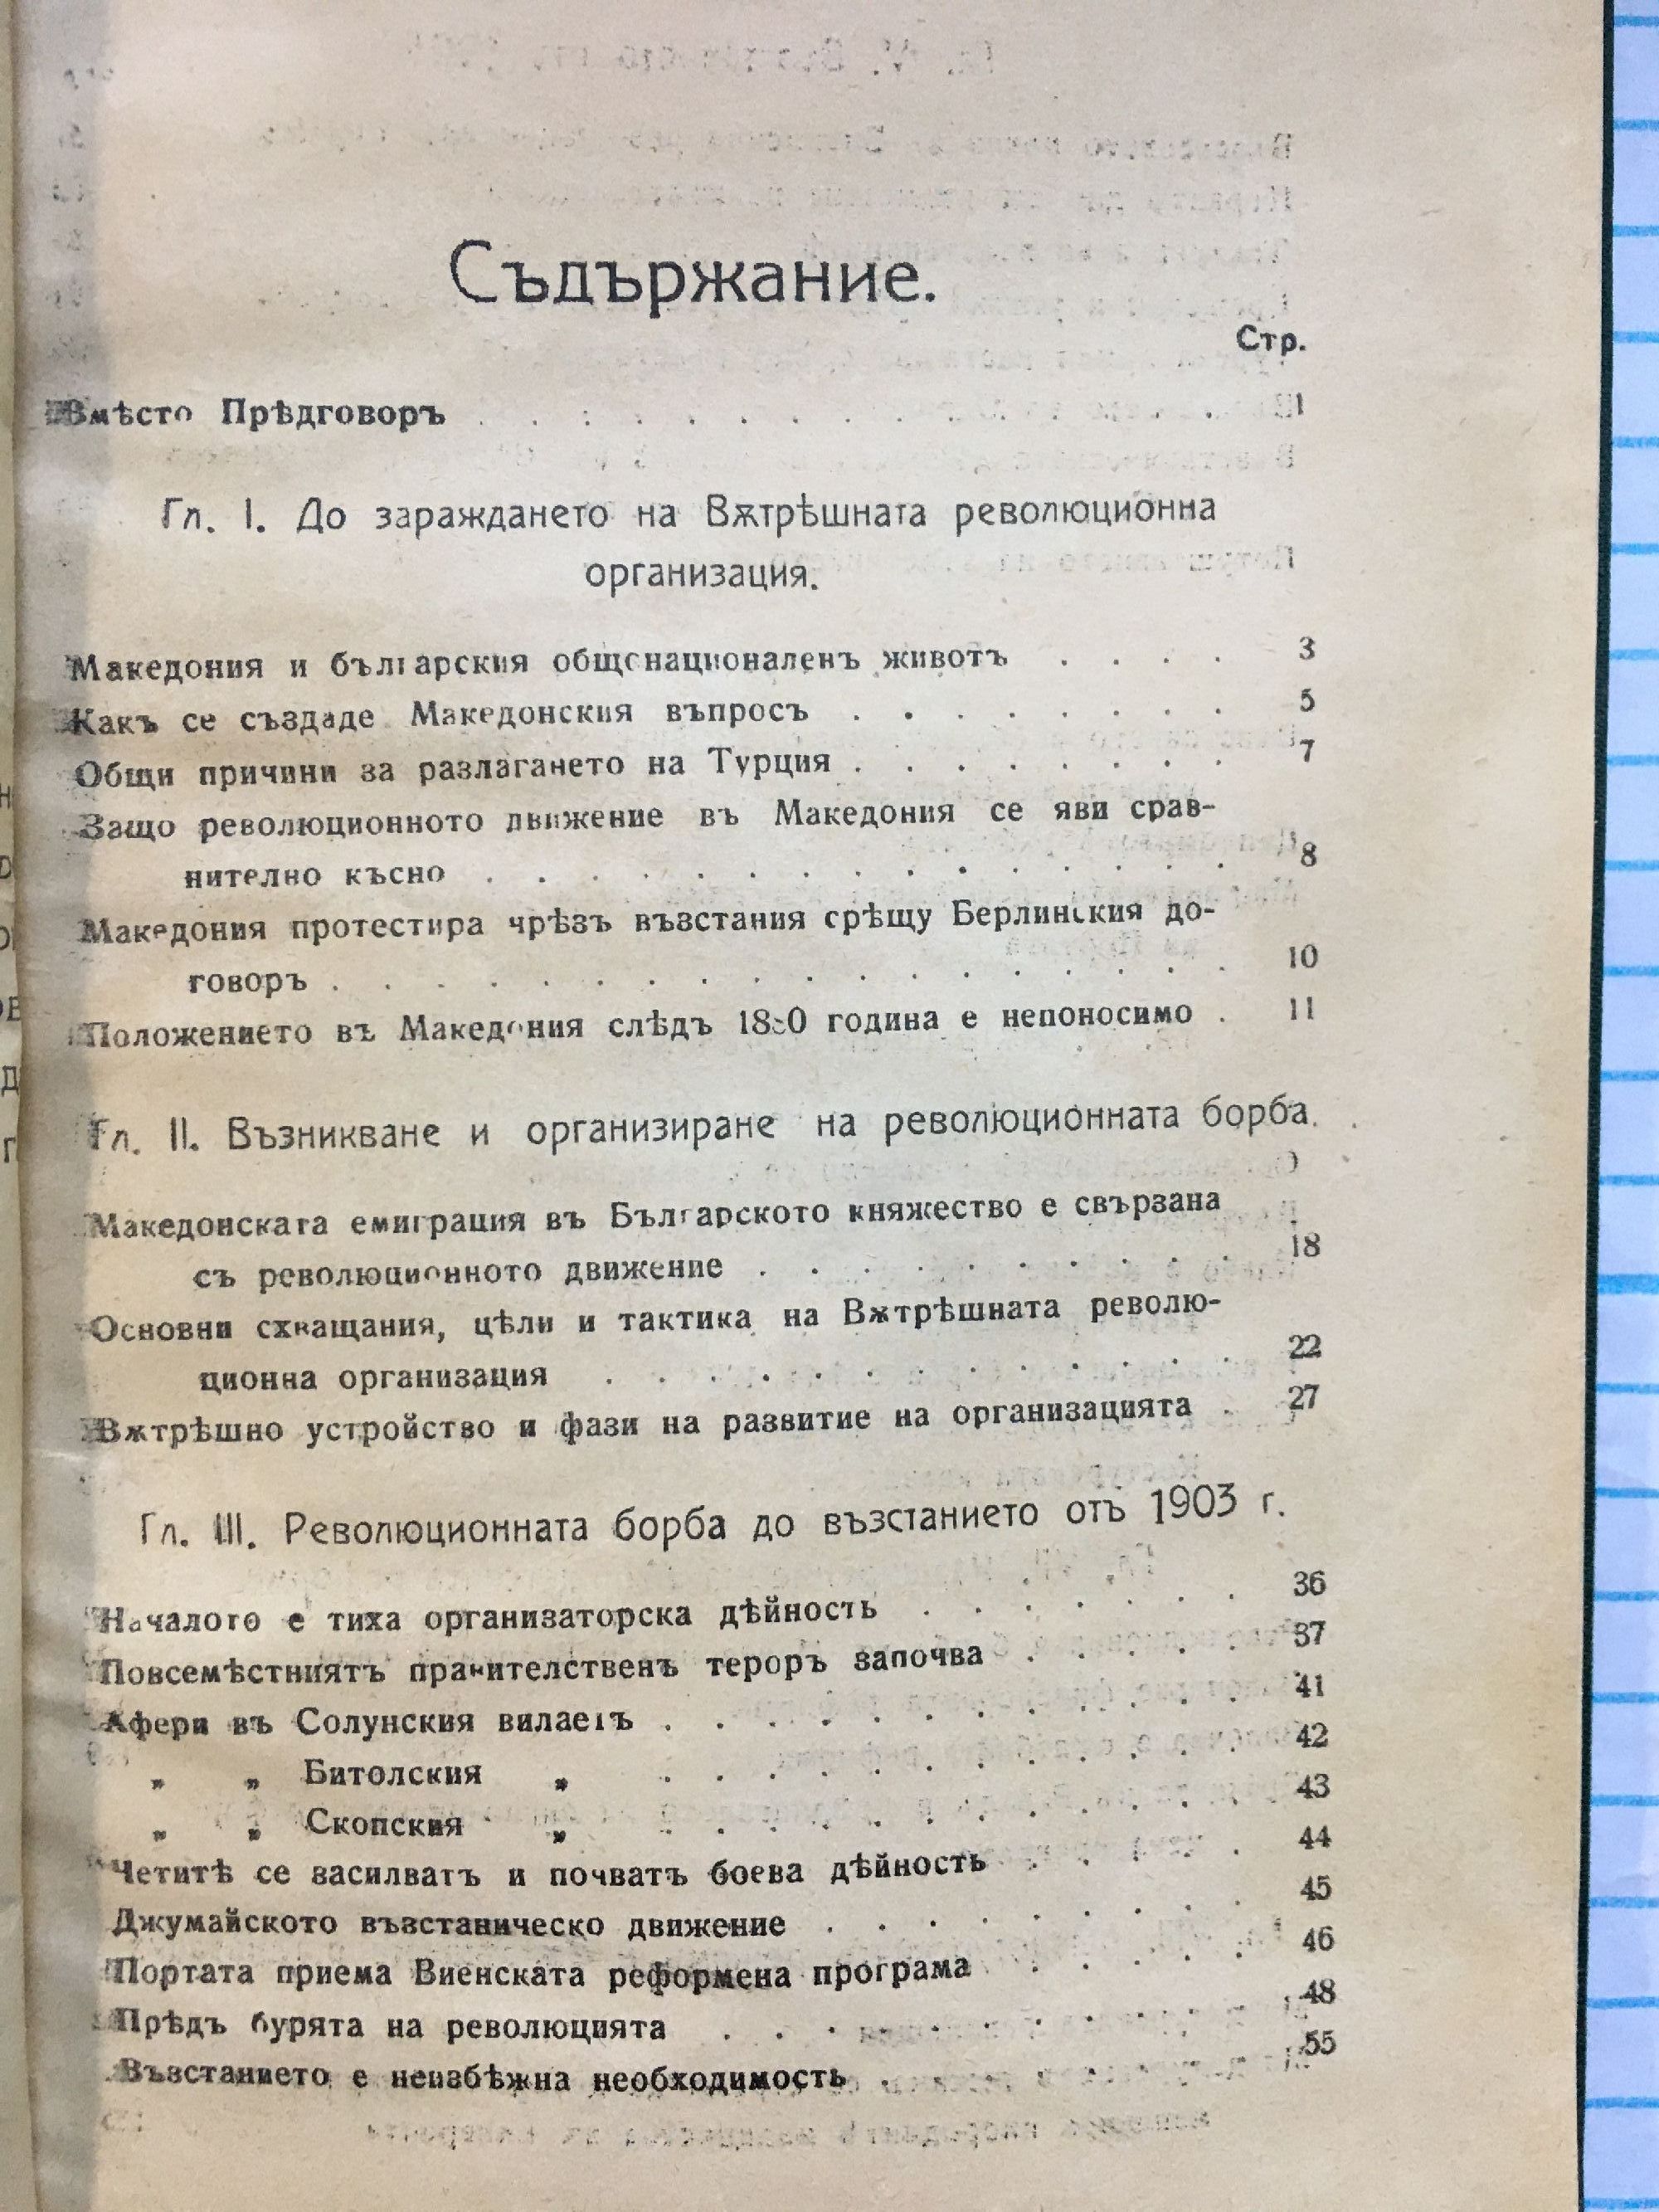 Съдържание.
Стр.
Вмѣсто Прѣдговоръ . . . . . . . . . . . . . . . 1
Гл. I. До зараждането на Вѫтрѣшната революционна
организация.
Македония и българския общонационаленъ животъ . . . . 3
Какъ се създаде Македонския въпросъ . . . . . . . . 5
Общи причини за разлагането на Турция . . . . . . . . 7
Защо революционното движение въ Македония се яви срав-
нително късно . . . . . . . . . . . . . . . 8
Македония протестира чрѣзъ възстания срѣщу Берлинския до-
говоръ . . . . . . . . . . . . . . . . . . 10
Положението въ Македония слѣдъ 1880 година е непоносимо . 11
Гл. II. Възникване и организиране на революционната борба.
Македонската емиграция въ Българското княжество е свързана
съ революционното движение . . . . . . . . . . 18
Основни схващания, цѣли и тактика на Вѫтрѣшната револю-
ционна организация . . . . . . . . . . . . . 22
Вѫтрѣшно устройство и фази на развитие на организацията . 27
Гл. III. Революционната борба до възстанието отъ 1903 г.
Началото е тиха организаторска дѣйность . . . . . . . 36
Повсемѣстниятъ правителственъ тероръ започва . . . . . 37
Афери въ Солунския вилаетъ . . . . . . . . . . . . 41
„ „ Битолския „ . . . . . . . . . . . . 42
„ „ Скопския „ . . . . . . . . . . . . 43
Четитѣ се засилватъ и почватъ боева дѣйность . . . . . 44
Джумайското възстаническо движение . . . . . . . . . 45
Портата приема Виенската реформена програма . . . . . 46
Прѣдъ бурята на революцията . . . . . . . . . . . 48
Възстанието е неизбѣжна необходимость . . . . . . . . 55